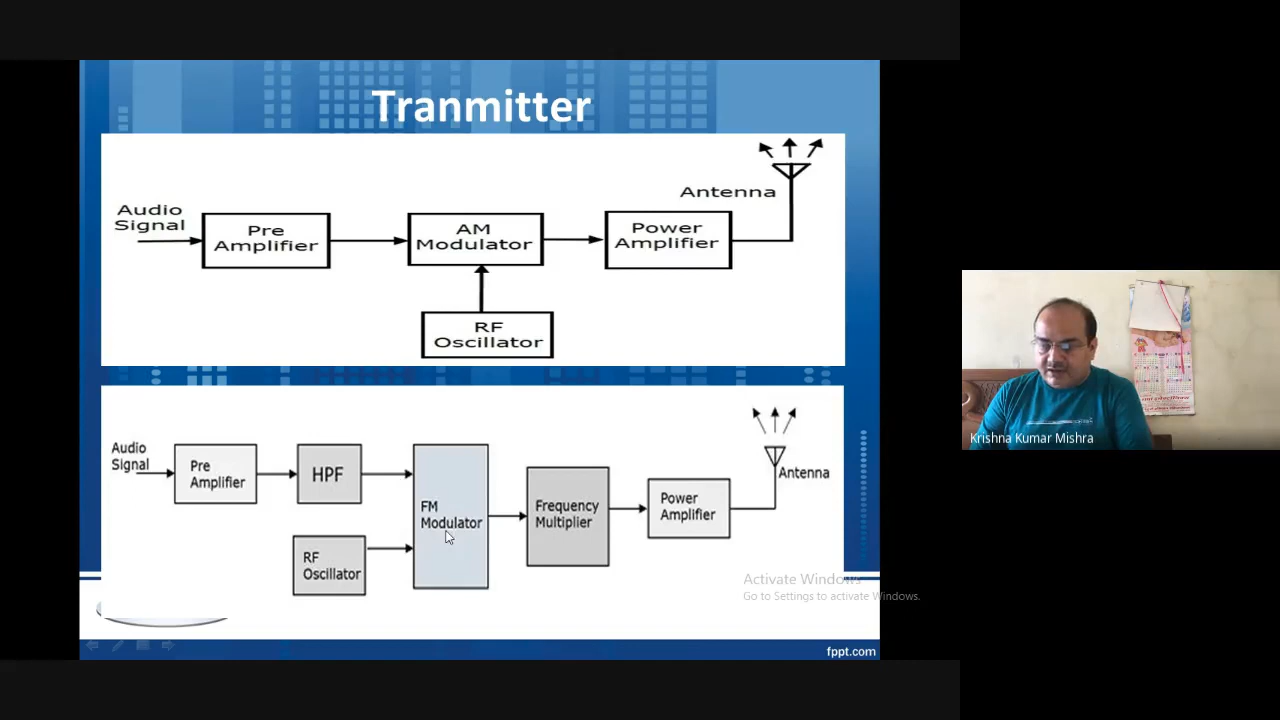 Tranmitter
Antenna
Audio
Signal
Pre
Amplifier
AM
Modulator
Power
Amplifier
RF
Oscillator
Audio
Signal
Pre
Amplifier
HPF
FM
Modulator
Frequency
Multiplier
Power
Amplifier
Antenna
RF
Oscillator
Activate Windows
Go to Settings to activate Windows.
fppt.com
Krishna Kumar Mishra